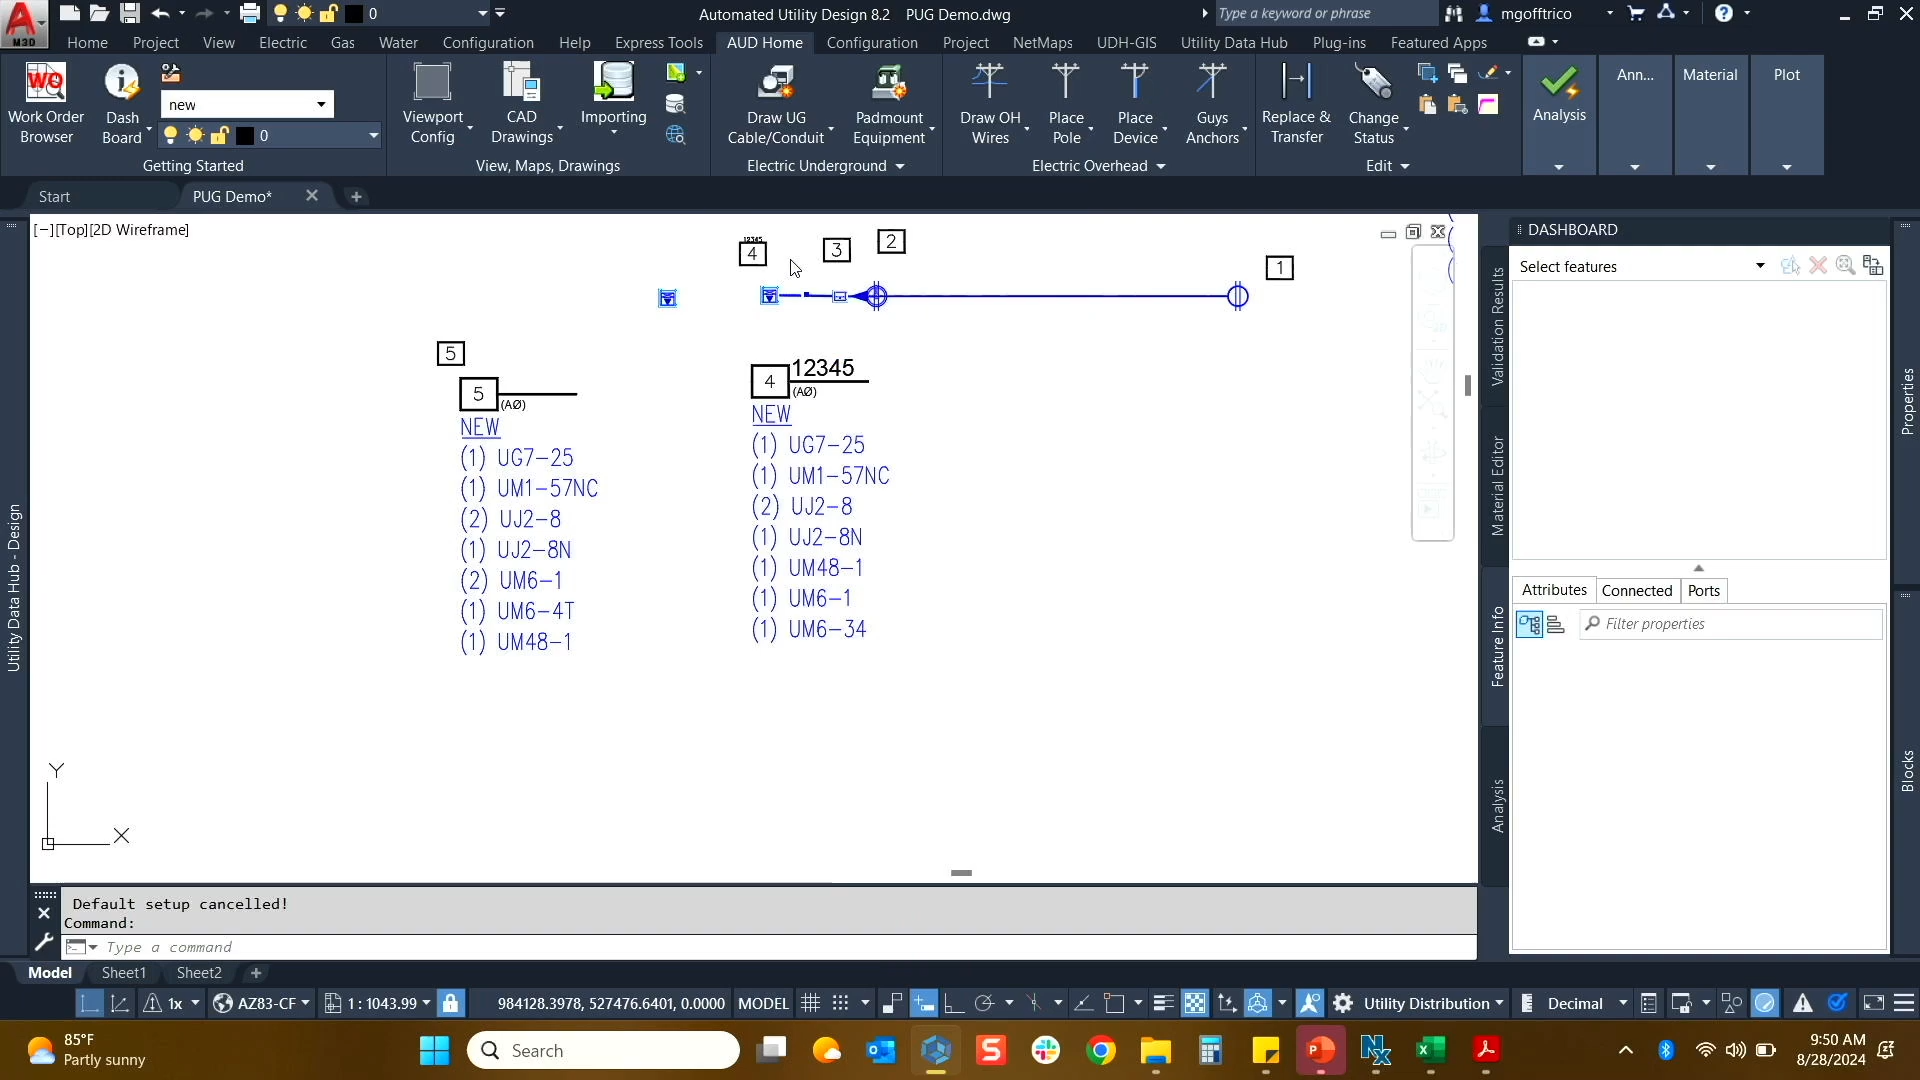 M3D
0
Automated Utility Design 8.2 PUG Demo.dwg
Type a keyword or phrase
mgofftrico
Home Project View Electric Gas Water Configuration Help Express Tools AUD Home Configuration Project NetMaps UDH-GIS Utility Data Hub Plug-ins Featured Apps
WO
Work Order Browser
Dash Board
new
0
Getting Started
Viewport Config
CAD Drawings
Importing
View, Maps, Drawings
Draw UG Cable/Conduit
Padmount Equipment
Electric Underground
Draw OH Wires
Place Pole
Place Device
Guys Anchors
Electric Overhead
Replace & Transfer
Change Status
Edit
Analysis
Ann...
Material
Plot
Start
PUG Demo*
[−][Top][2D Wireframe]
12345
4
3
2
1
5
5
(AØ)
NEW
(1) UG7-25
(1) UM1-57NC
(2) UJ2-8
(1) UJ2-8N
(2) UM6-1
(1) UM6-4T
(1) UM48-1
4
12345
(AØ)
NEW
(1) UG7-25
(1) UM1-57NC
(2) UJ2-8
(1) UJ2-8N
(1) UM48-1
(1) UM6-1
(1) UM6-34
Y
X
Utility Data Hub - Design
Validation Results
Material Editor
Feature Info
Analysis
DASHBOARD
Select features
Attributes Connected Ports
Filter properties
Properties
Blocks
Default setup cancelled!
Command:
Type a command
Model Sheet1 Sheet2
1x
AZ83-CF
1 : 1043.99
984128.3978, 527476.6401, 0.0000
MODEL
Utility Distribution
Decimal
85°F
Partly sunny
Search
9:50 AM
8/28/2024